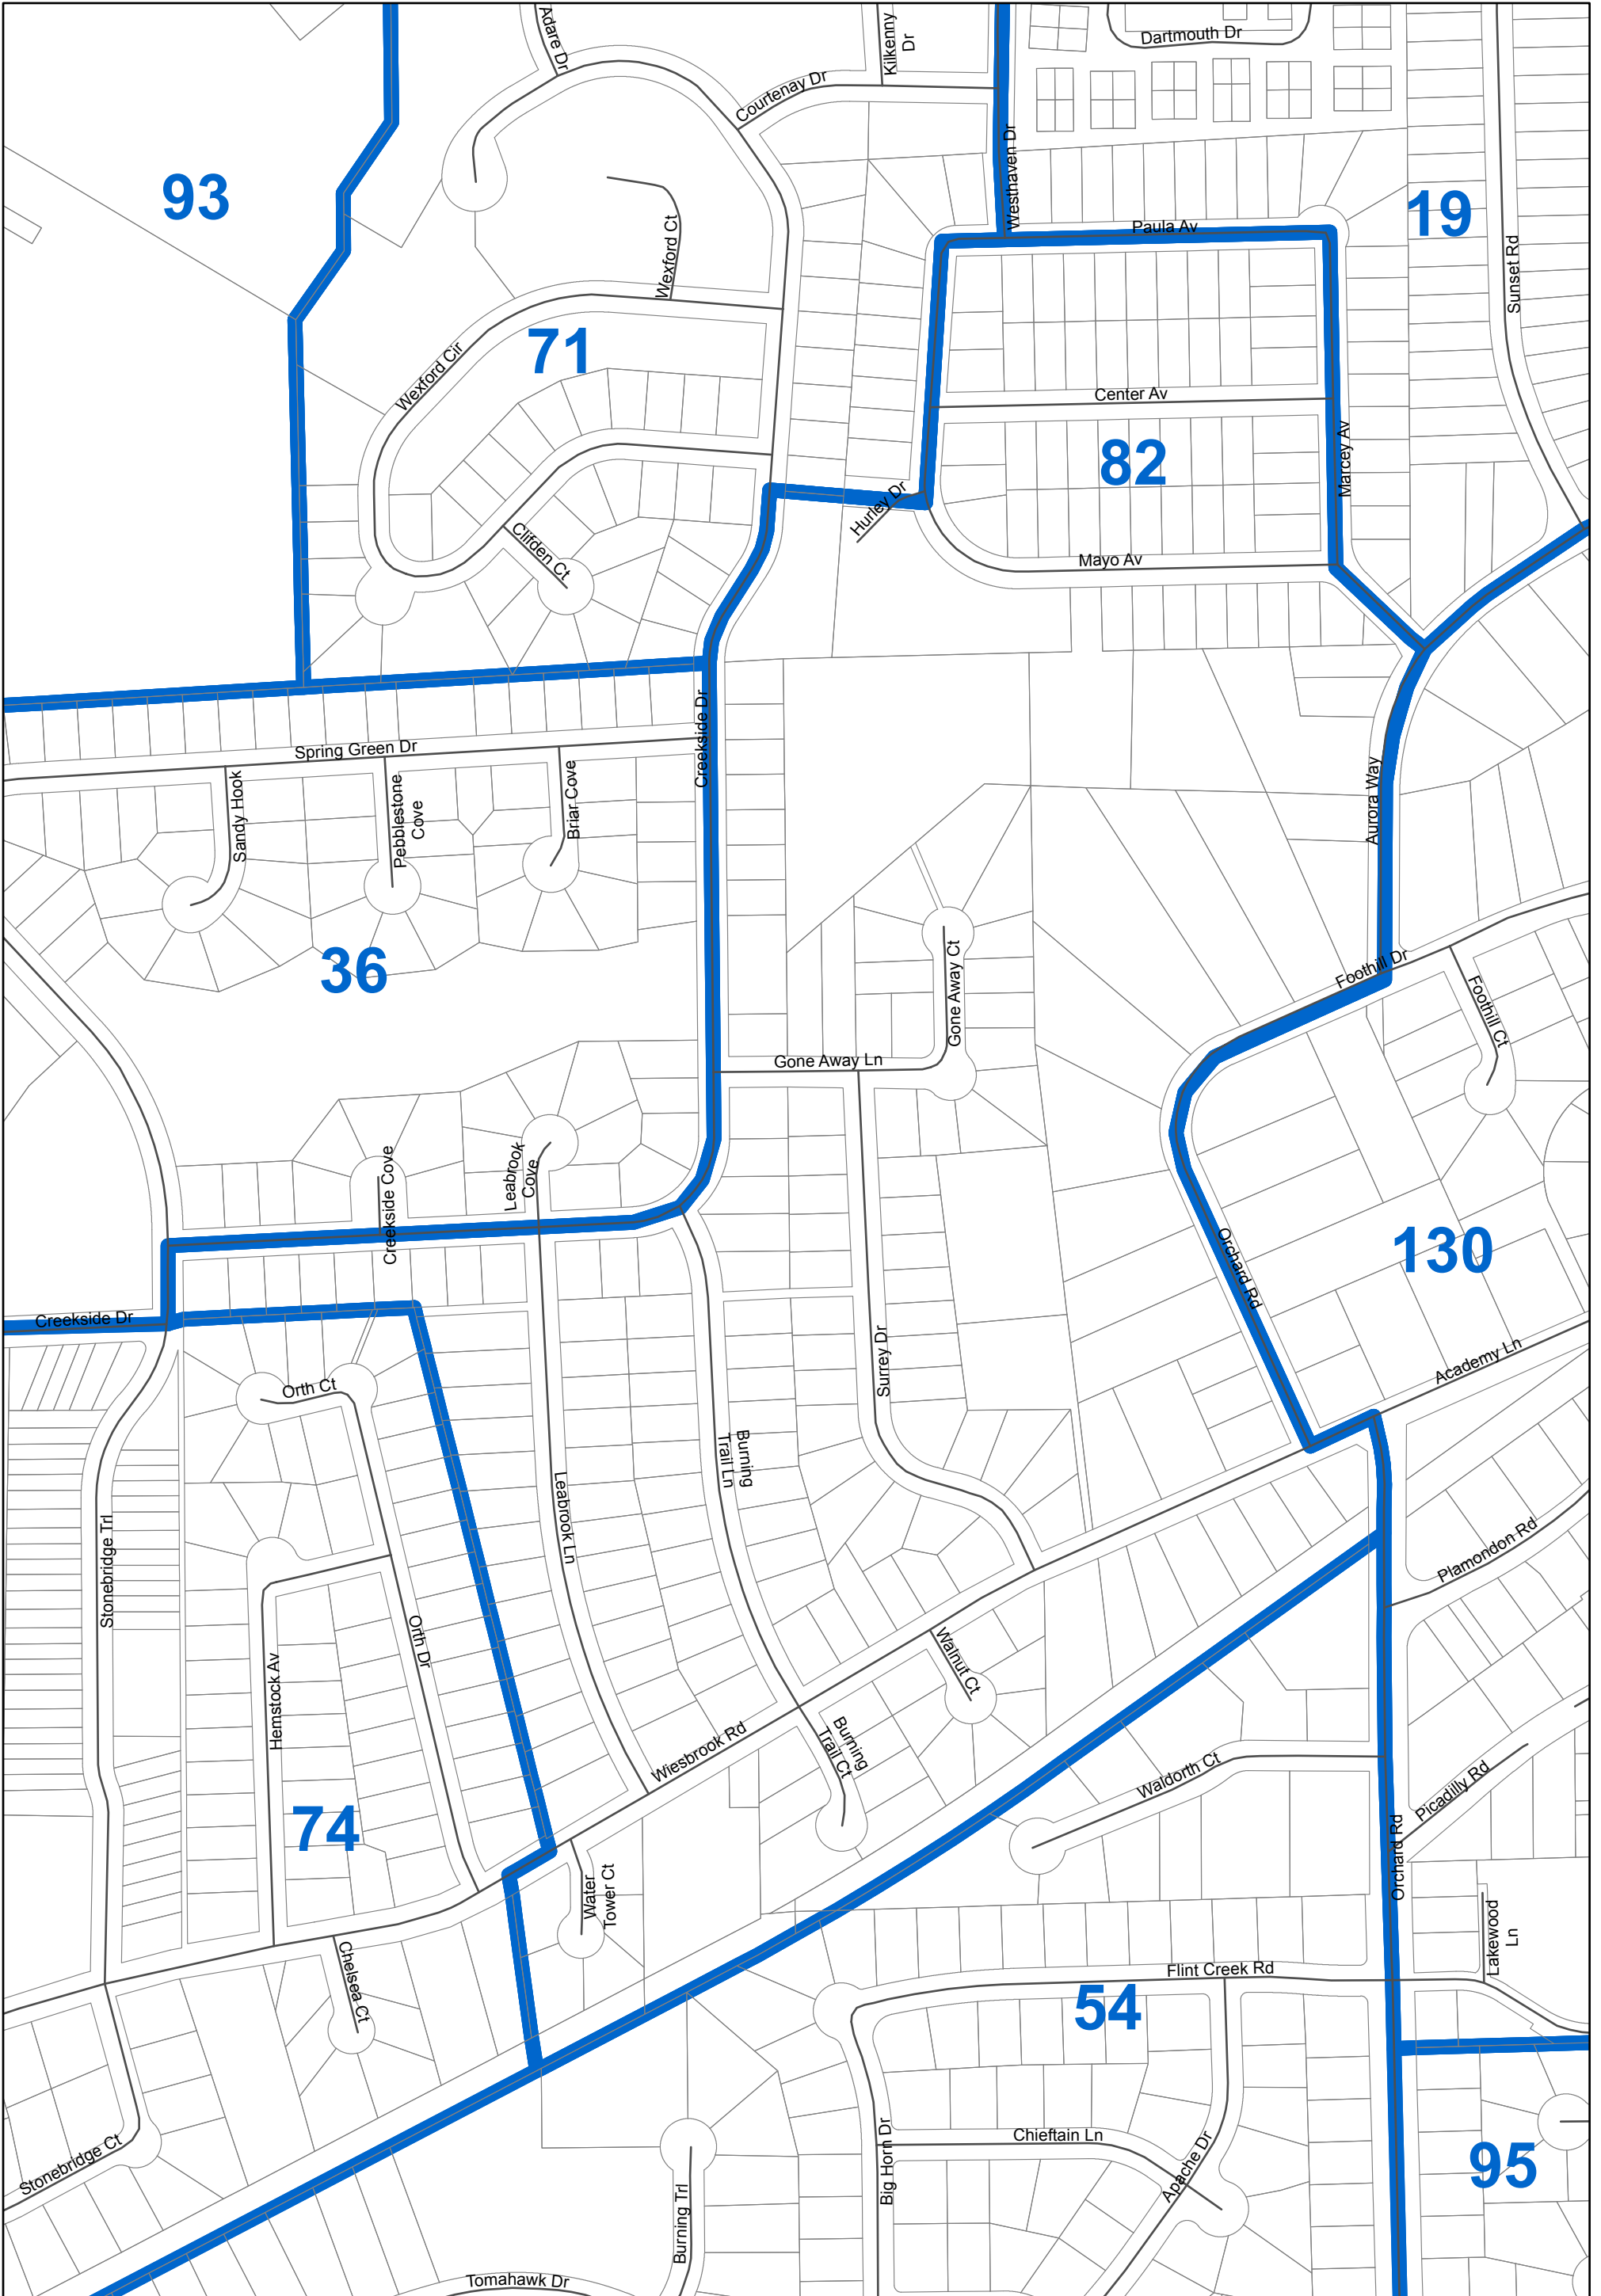 Adare Dr
Kilkenny
Dr
Dartmouth Dr
Courtenay Dr
Westhaven Dr
93
19
Paula Av
Wexford Ct
Sunset Rd
71
Wexford Cir
Center Av
82
Marcey Av
Hurley Dr
Clifden Ct
Mayo Av
Creekside Dr
Spring Green Dr
Sandy Hook
Pebblestone
Cove
Briar Cove
Aurora Way
36
Gone Away Ct
Foothill Dr
Foothill Ct
Gone Away Ln
Leabrook
Cove
Creekside Cove
Orchard Rd
130
Creekside Dr
Surrey Dr
Academy Ln
Orth Ct
Burning
Trail Ln
Leabrook Ln
Stonebridge Trl
Plamondon Rd
Orth Dr
Walnut Ct
Hemstock Av
Wiesbrook Rd
Burning
Trail Ct
Waldorth Ct
Picadilly Rd
74
Orchard Rd
Water
Tower Ct
Lakewood
Ln
Chelsea Ct
Flint Creek Rd
54
Chieftain Ln
Stonebridge Ct
Big Horn Dr
Apache Dr
95
Burning Trl
Tomahawk Dr